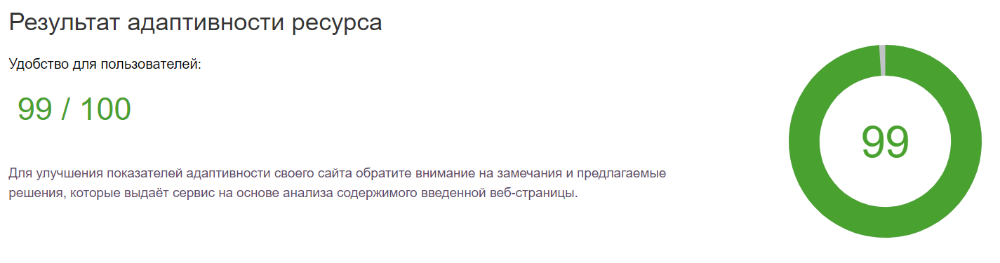 Результат адаптивности ресурса
Удобство для пользователей:
99 / 100
99
Для улучшения показателей адаптивности своего сайта обратите внимание на замечания и предлагаемые
решения, которые выдаёт сервис на основе анализа содержимого введенной веб-страницы.